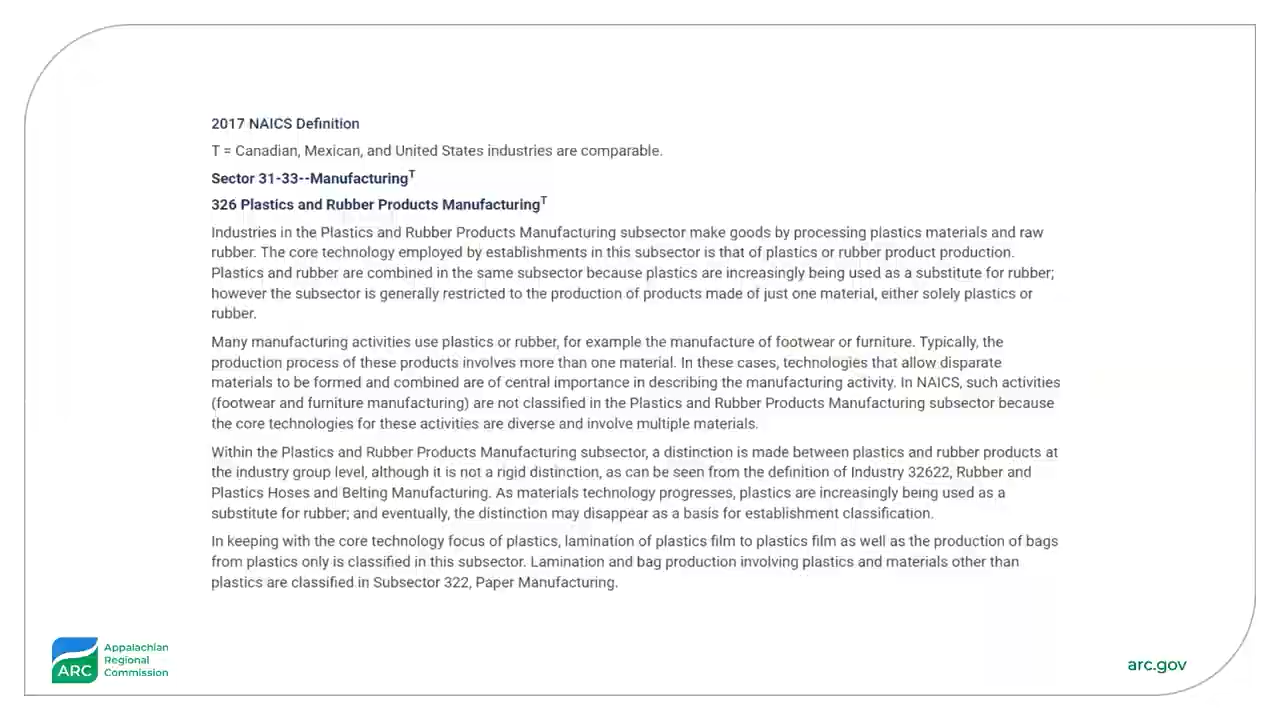 2017 NAICS Definition
T = Canadian, Mexican, and United States industries are comparable.
Sector 31-33--ManufacturingT
326 Plastics and Rubber Products ManufacturingT
Industries in the Plastics and Rubber Products Manufacturing subsector make goods by processing plastics materials and raw
rubber. The core technology employed by establishments in this subsector is that of plastics or rubber product production.
Plastics and rubber are combined in the same subsector because plastics are increasingly being used as a substitute for rubber;
however the subsector is generally restricted to the production of products made of just one material, either solely plastics or
rubber.
Many manufacturing activities use plastics or rubber, for example the manufacture of footwear or furniture. Typically, the
production process of these products involves more than one material. In these cases, technologies that allow disparate
materials to be formed and combined are of central importance in describing the manufacturing activity. In NAICS, such activities
(footwear and furniture manufacturing) are not classified in the Plastics and Rubber Products Manufacturing subsector because
the core technologies for these activities are diverse and involve multiple materials.
Within the Plastics and Rubber Products Manufacturing subsector, a distinction is made between plastics and rubber products at
the industry group level, although it is not a rigid distinction, as can be seen from the definition of Industry 32622, Rubber and
Plastics Hoses and Belting Manufacturing. As materials technology progresses, plastics are increasingly being used as a
substitute for rubber; and eventually, the distinction may disappear as a basis for establishment classification.
In keeping with the core technology focus of plastics, lamination of plastics film to plastics film as well as the production of bags
from plastics only is classified in this subsector. Lamination and bag production involving plastics and materials other than
plastics are classified in Subsector 322, Paper Manufacturing.
ARC
Appalachian
Regional
Commission
arc.gov